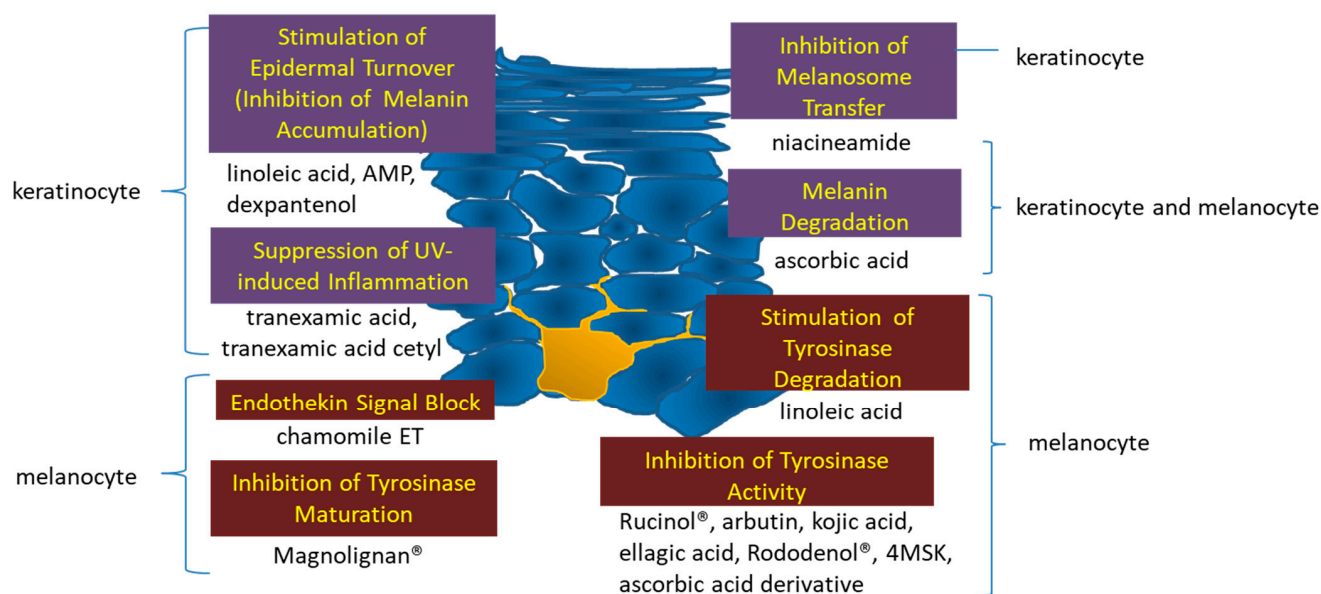 Stimulation of
Epidermal Turnover
(Inhibition of Melanin
Accumulation)
linoleic acid, AMP,
dexpantenol
keratinocyte
Suppression of UV-
induced Inflammation
tranexamic acid,
tranexamic acid cetyl
Endothekin Signal Block
chamomile ET
melanocyte
Inhibition of Tyrosinase
Maturation
Magnolignan®
Inhibition of
Melanosome
Transfer
keratinocyte
niacineamide
Melanin
Degradation
keratinocyte and melanocyte
ascorbic acid
Stimulation of
Tyrosinase
Degradation
linoleic acid
melanocyte
Inhibition of Tyrosinase
Activity
Rucinol®, arbutin, kojic acid,
ellagic acid, Rododenol®, 4MSK,
ascorbic acid derivative